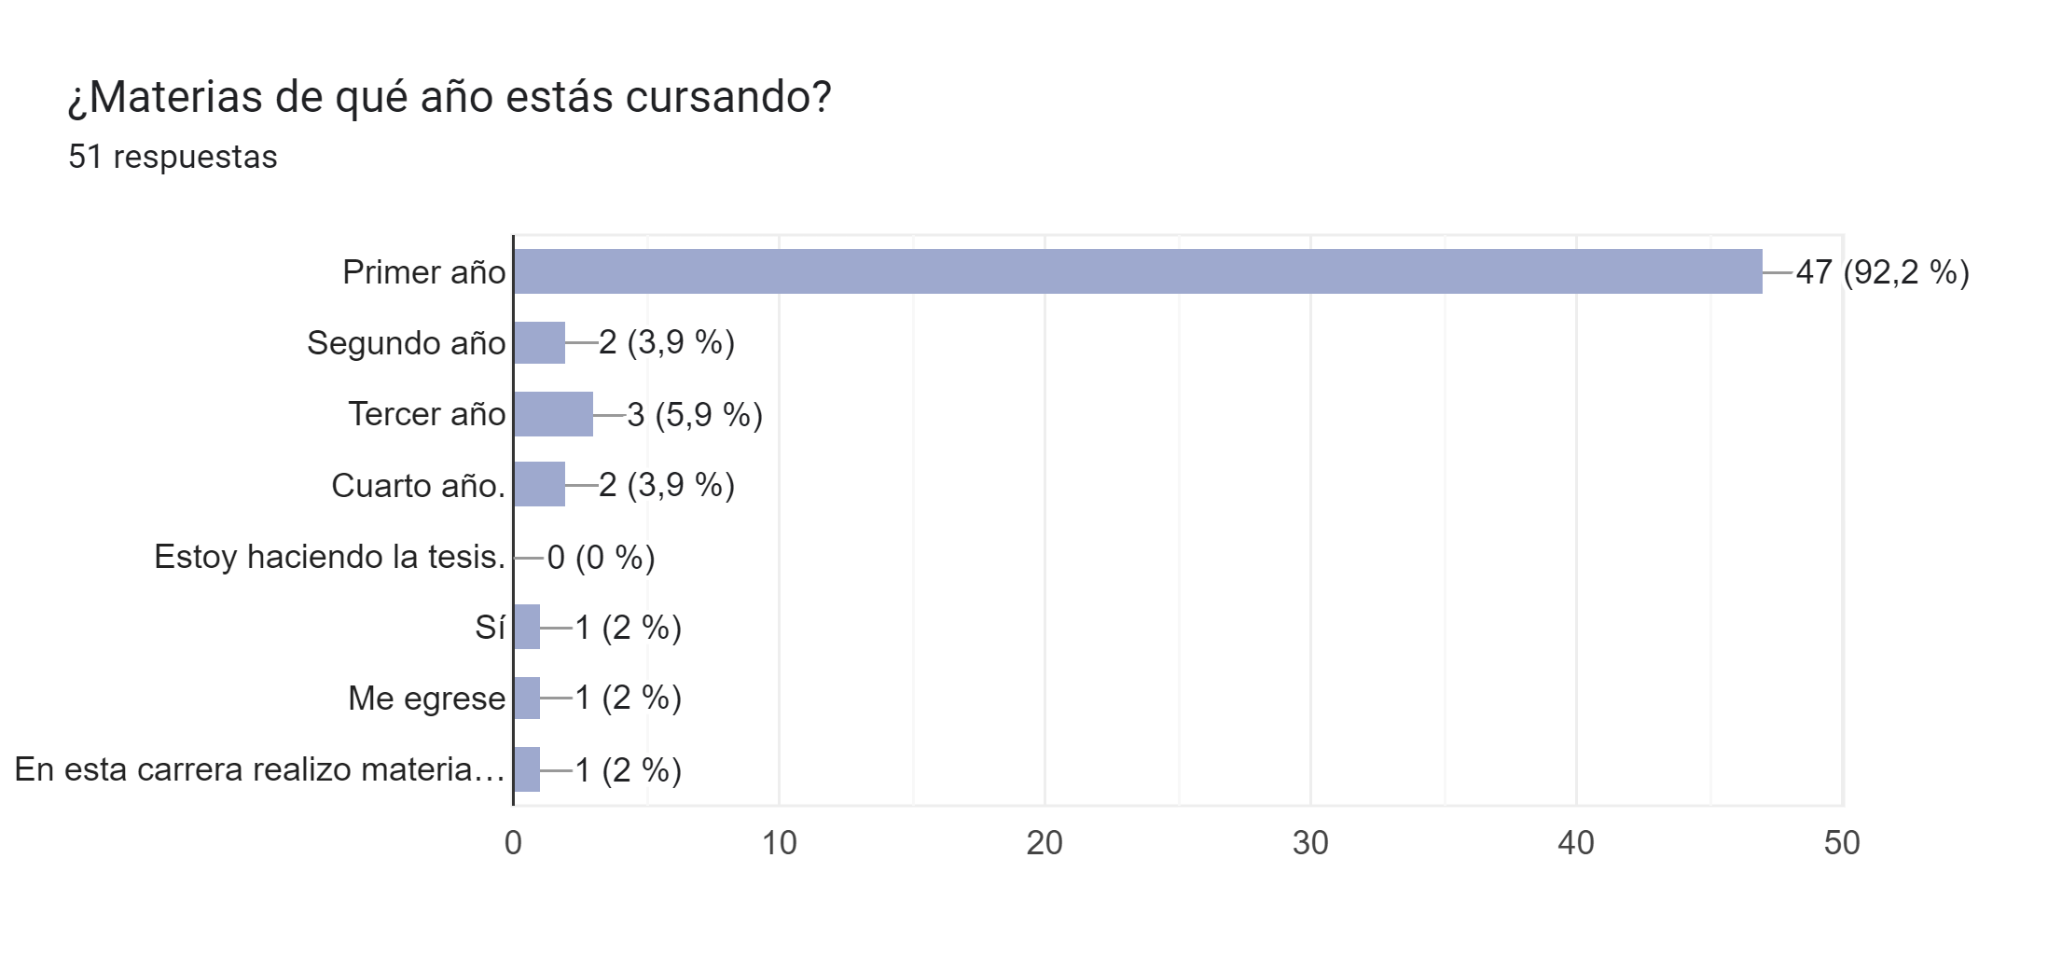 ¿Materias de qué año estás cursando?
51 respuestas
Primer año 47 (92,2 %)
Segundo año 2 (3,9 %)
Tercer año 3 (5,9 %)
Cuarto año. 2 (3,9 %)
Estoy haciendo la tesis. 0 (0 %)
Sí 1 (2 %)
Me egrese 1 (2 %)
En esta carrera realizo materia… 1 (2 %)
0 10 20 30 40 50